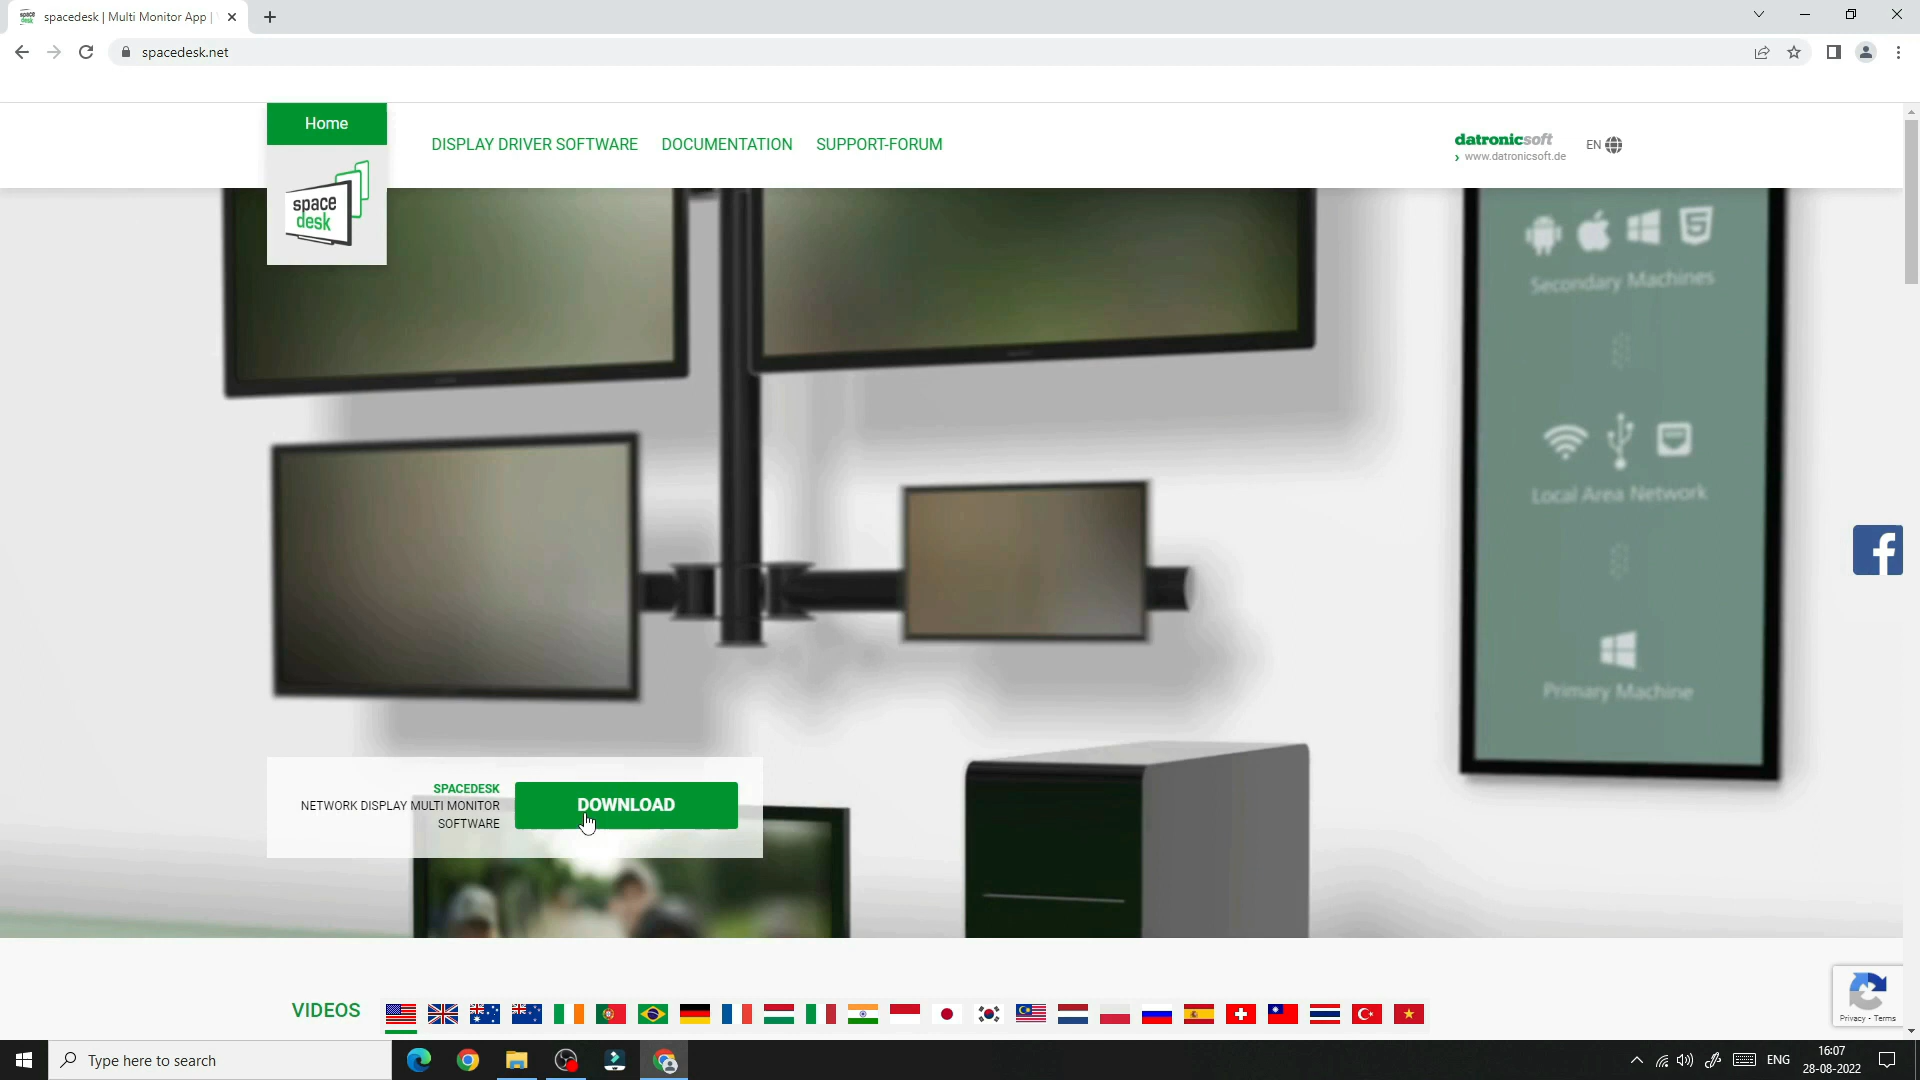 spacedesk | Multi Monitor App |
spacedesk.net
Home
DISPLAY DRIVER SOFTWARE
DOCUMENTATION
SUPPORT-FORUM
datronicsoft
› www.datronicsoft.de
EN
space
desk
Secondary Machines
Local Area Network
Primary Machine
SPACEDESK
NETWORK DISPLAY MULTI MONITOR
SOFTWARE
DOWNLOAD
VIDEOS
Privacy - Terms
Type here to search
ENG
16:07
28-08-2022